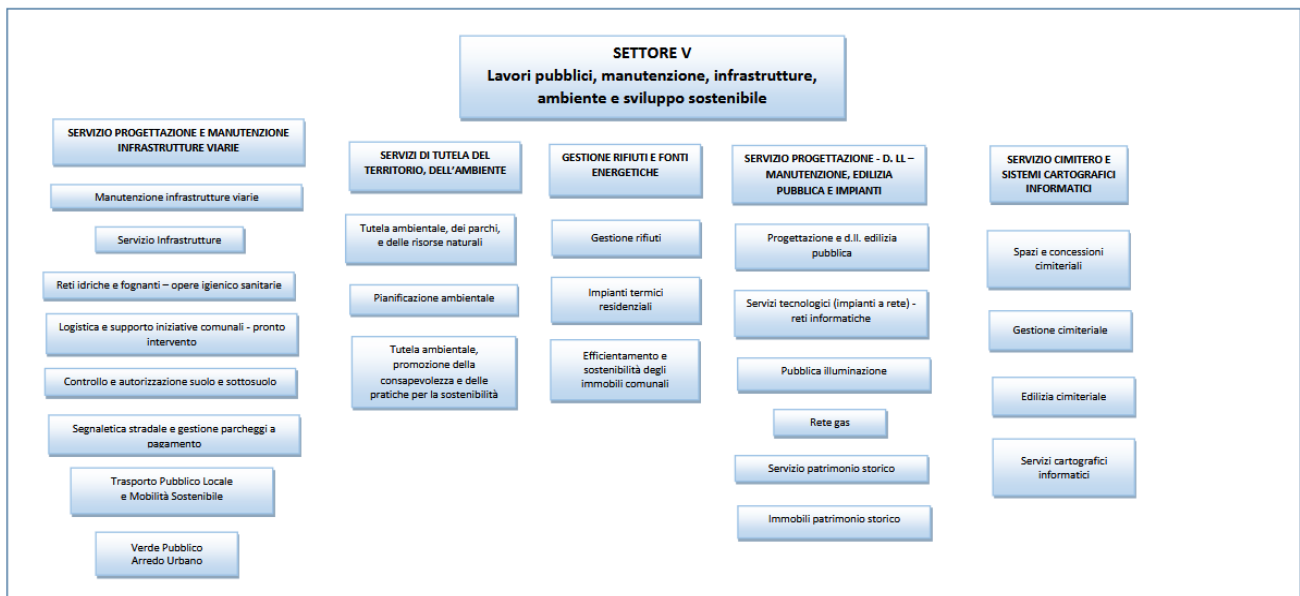 SETTORE V
Lavori pubblici, manutenzione, infrastrutture,
ambiente e sviluppo sostenibile
SERVIZIO PROGETTAZIONE E MANUTENZIONE
INFRASTRUTTURE VIARIE
Manutenzione infrastrutture viarie
Servizio Infrastrutture
Reti idriche e fognanti – opere igienico sanitarie
Logistica e supporto iniziative comunali - pronto
intervento
Controllo e autorizzazione suolo e sottosuolo
Segnaletica stradale e gestione parcheggi a
pagamento
Trasporto Pubblico Locale
e Mobilità Sostenibile
Verde Pubblico
Arredo Urbano
SERVIZI DI TUTELA DEL
TERRITORIO, DELL'AMBIENTE
Tutela ambientale, dei parchi,
e delle risorse naturali
Pianificazione ambientale
Tutela ambientale,
promozione della
consapevolezza e delle
pratiche per la sostenibilità
GESTIONE RIFIUTI E FONTI
ENERGETICHE
Gestione rifiuti
Impianti termici
residenziali
Efficientamento e
sostenibilità degli
immobili comunali
SERVIZIO PROGETTAZIONE - D. LL –
MANUTENZIONE, EDILIZIA
PUBBLICA E IMPIANTI
Progettazione e d.ll. edilizia
pubblica
Servizi tecnologici (impianti a rete) -
reti informatiche
Pubblica illuminazione
Rete gas
Servizio patrimonio storico
Immobili patrimonio storico
SERVIZIO CIMITERO E
SISTEMI CARTOGRAFICI
INFORMATICI
Spazi e concessioni
cimiteriali
Gestione cimiteriale
Edilizia cimiteriale
Servizi cartografici
informatici